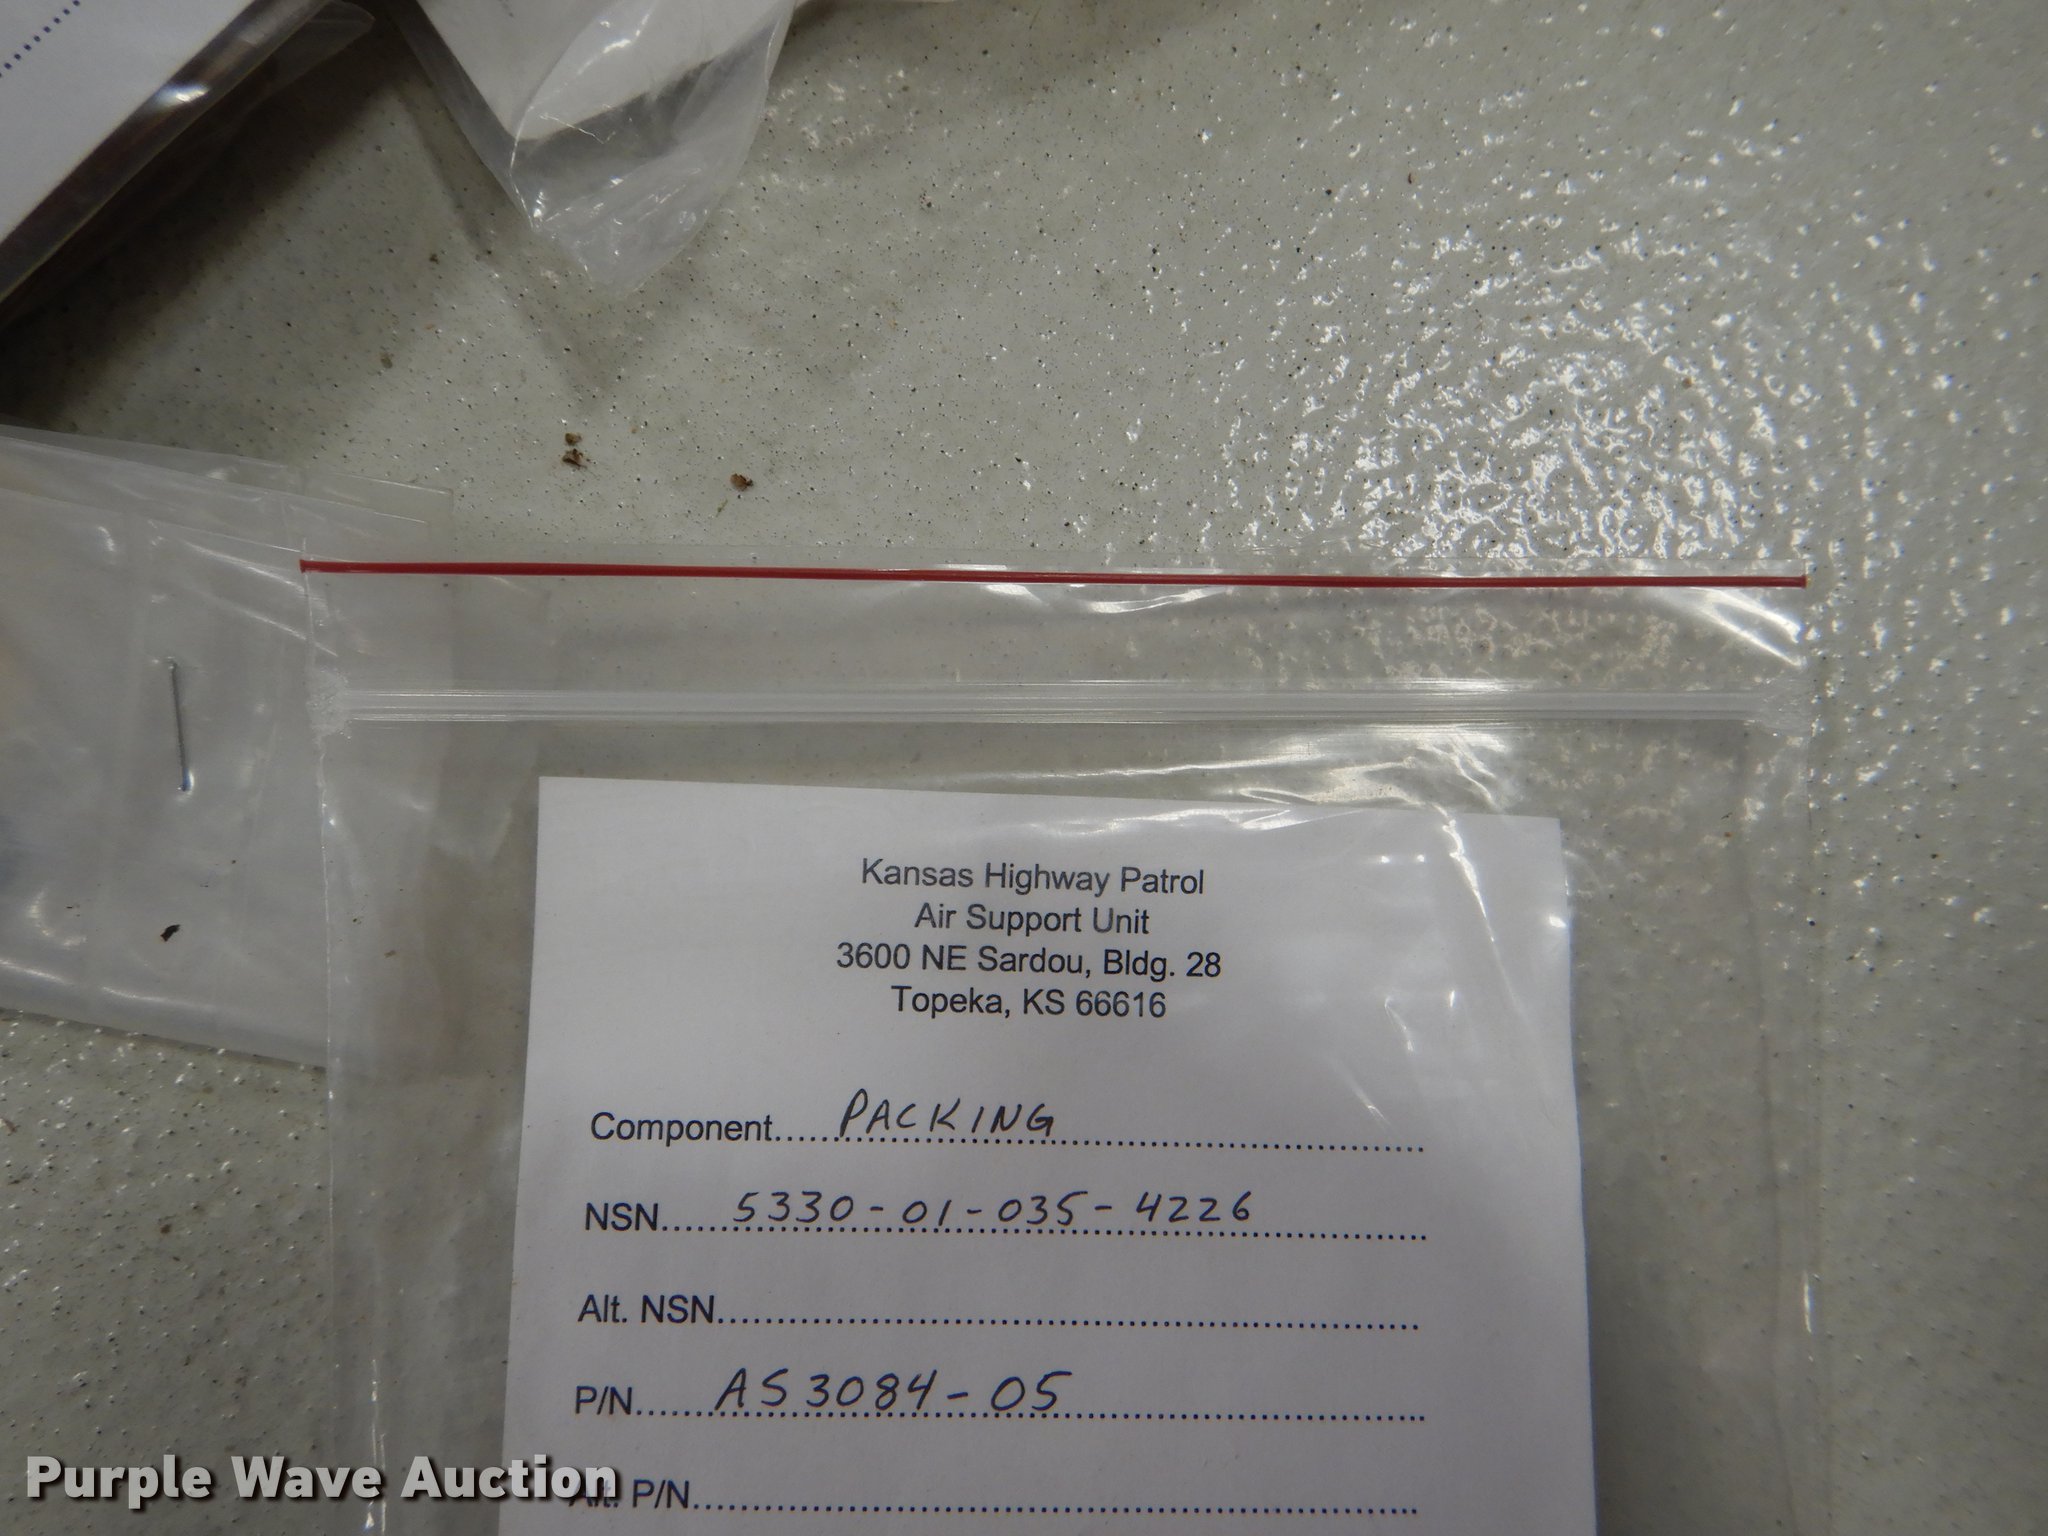 Kansas Highway Patrol
Air Support Unit
3600 NE Sardou, Bldg. 28
Topeka, KS 66616
Component.....PACKING.....
NSN.....5330-01-035-4226.....
Alt. NSN.....
P/N.....AS3084-05.....
Alt. P/N.....
Purple Wave Auction